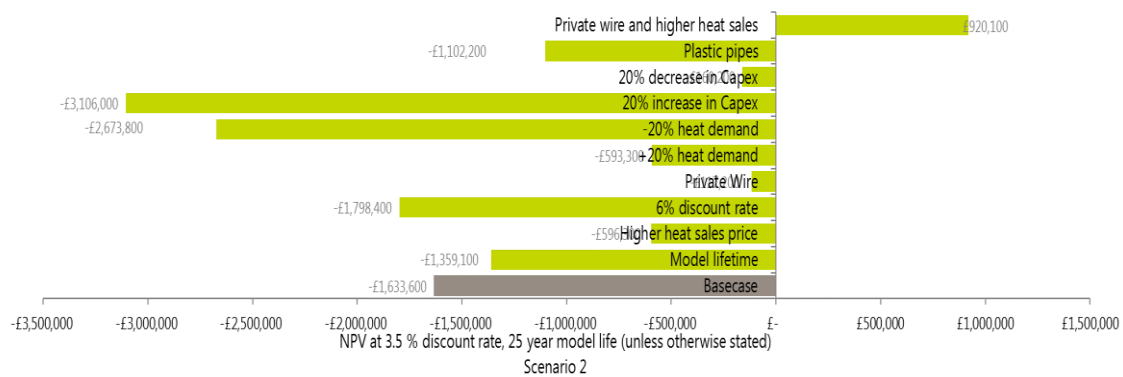 Private wire and higher heat sales £920,100
-£1,102,200 Plastic pipes
20% decrease in Capex
-£3,106,000 20% increase in Capex
-£2,673,800 -20% heat demand
-£593,300 +20% heat demand
Private Wire
-£1,798,400 6% discount rate
Higher heat sales price
-£1,359,100 Model lifetime
-£1,633,600 Basecase
-£3,500,000 -£3,000,000 -£2,500,000 -£2,000,000 -£1,500,000 -£1,000,000 -£500,000 £- £500,000 £1,000,000 £1,500,000
NPV at 3.5 % discount rate, 25 year model life (unless otherwise stated)
Scenario 2